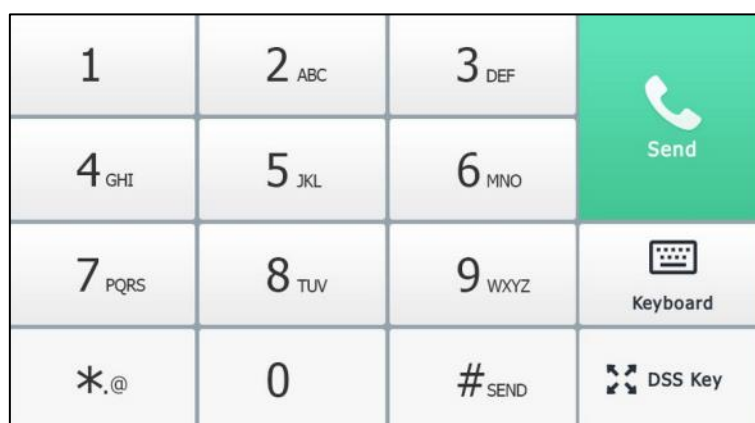 1 2 ABC 3 DEF
Send
4 GHI 5 JKL 6 MNO
7 PQRS 8 TUV 9 WXYZ
Keyboard
*.@ 0 #SEND DSS Key